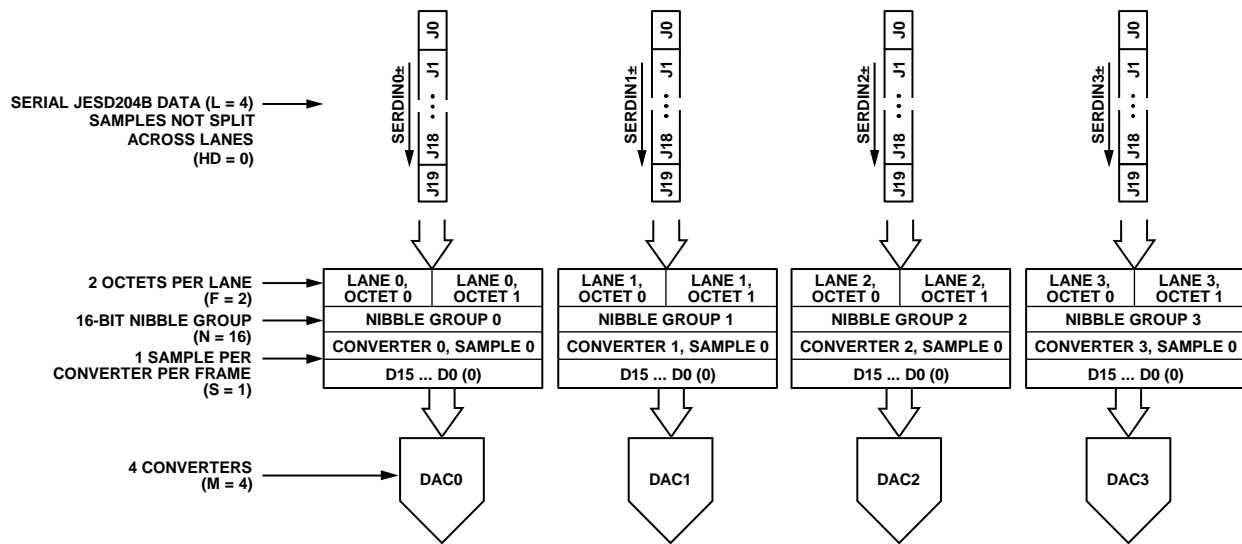 SERDIN0±
J0
J1
• • •
J18
J19
SERDIN1±
J0
J1
• • •
J18
J19
SERDIN2±
J0
J1
• • •
J18
J19
SERDIN3±
J0
J1
• • •
J18
J19
SERIAL JESD204B DATA (L = 4)
SAMPLES NOT SPLIT
ACROSS LANES
(HD = 0)
2 OCTETS PER LANE
(F = 2)
16-BIT NIBBLE GROUP
(N = 16)
1 SAMPLE PER
CONVERTER PER FRAME
(S = 1)
4 CONVERTERS
(M = 4)
LANE 0,
OCTET 0
LANE 0,
OCTET 1
NIBBLE GROUP 0
CONVERTER 0, SAMPLE 0
D15 ... D0 (0)
DAC0
LANE 1,
OCTET 0
LANE 1,
OCTET 1
NIBBLE GROUP 1
CONVERTER 1, SAMPLE 0
D15 ... D0 (0)
DAC1
LANE 2,
OCTET 0
LANE 2,
OCTET 1
NIBBLE GROUP 2
CONVERTER 2, SAMPLE 0
D15 ... D0 (0)
DAC2
LANE 3,
OCTET 0
LANE 3,
OCTET 1
NIBBLE GROUP 3
CONVERTER 3, SAMPLE 0
D15 ... D0 (0)
DAC3